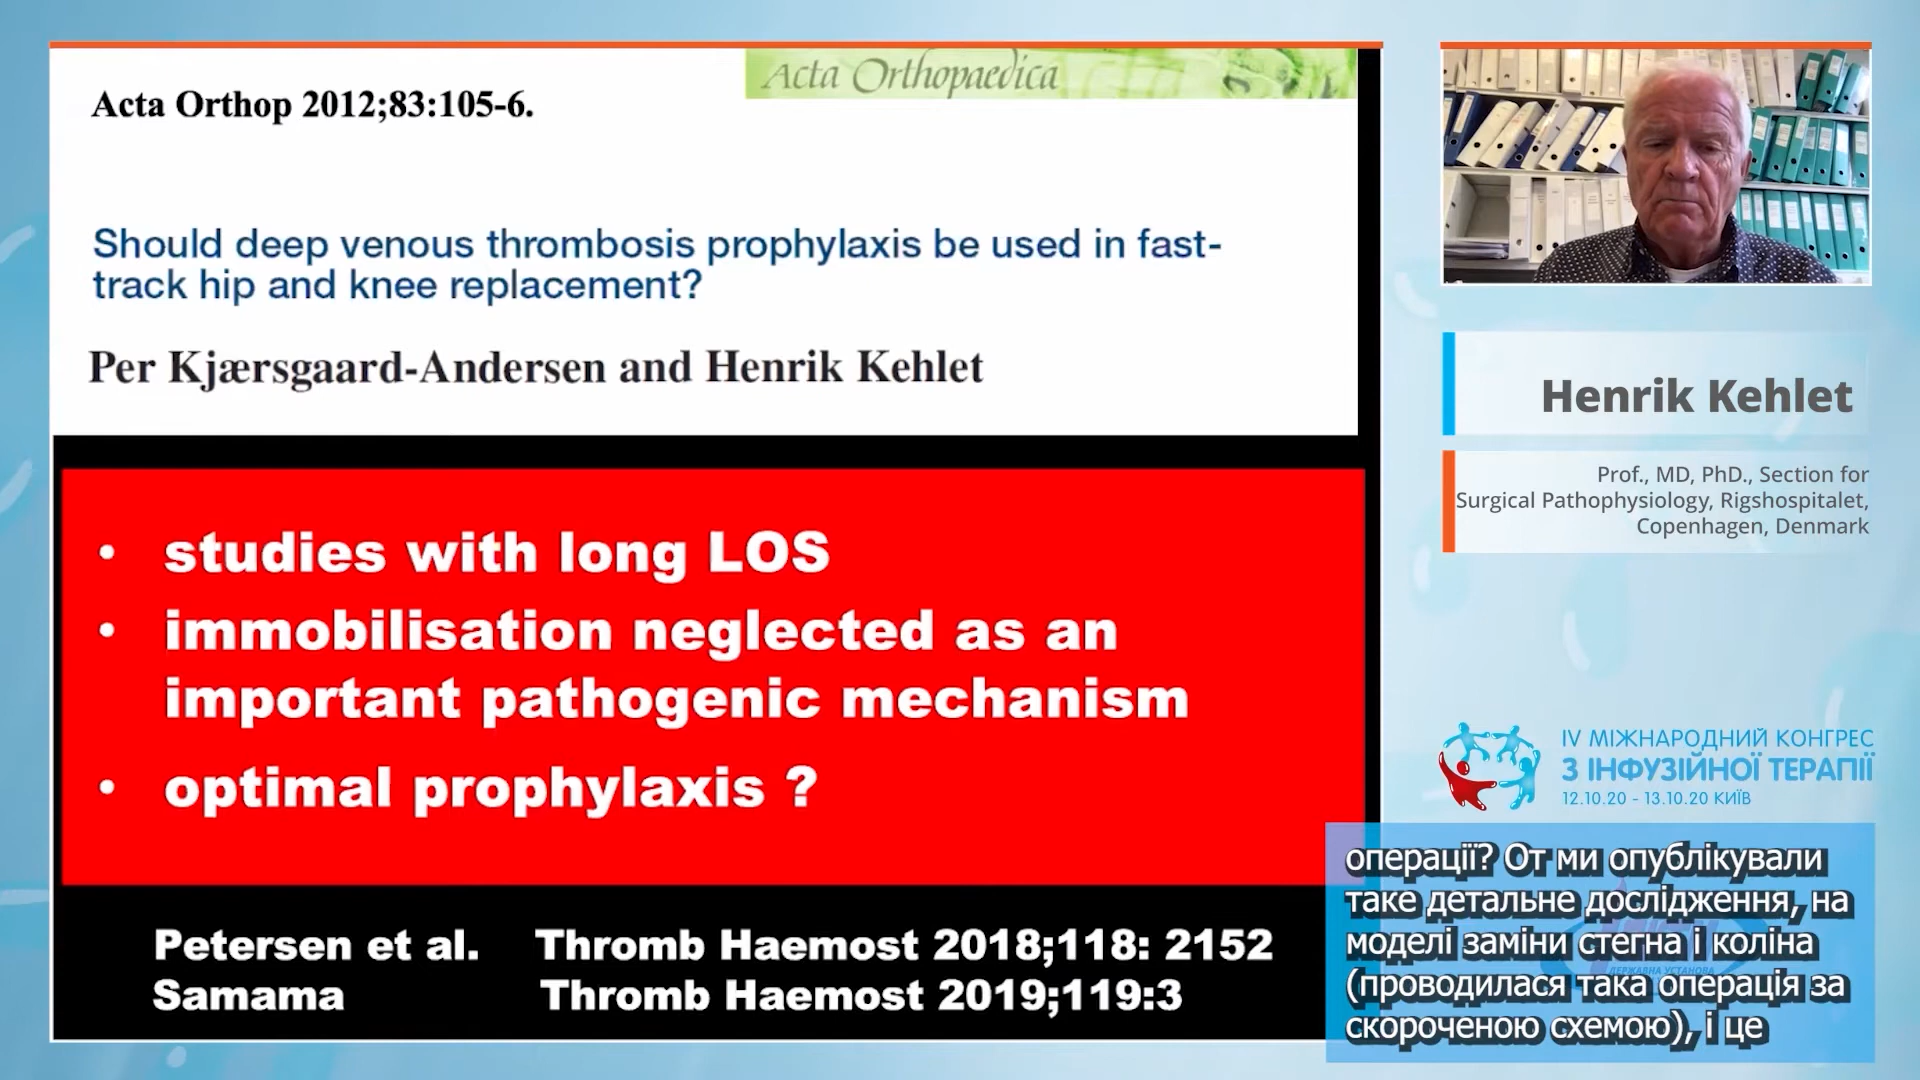 Acta Orthopaedica
Acta Orthop 2012;83:105-6.
Should deep venous thrombosis prophylaxis be used in fast-
track hip and knee replacement?
Per Kjærsgaard-Andersen and Henrik Kehlet
• studies with long LOS
• immobilisation neglected as an
important pathogenic mechanism
• optimal prophylaxis ?
Petersen et al. Thromb Haemost 2018;118: 2152
Samama Thromb Haemost 2019;119:3
Henrik Kehlet
Prof., MD, PhD., Section for
Surgical Pathophysiology, Rigshospitalet,
Copenhagen, Denmark
IV МІЖНАРОДНИЙ КОНГРЕС
З ІНФУЗІЙНОЇ ТЕРАПІЇ
12.10.20 - 13.10.20 КИЇВ
операції? От ми опублікували
таке детальне дослідження, на
моделі заміни стегна і коліна
ДЕРЖАВНА УСТАНОВА
(проводилася така операція за
скороченою схемою), і це